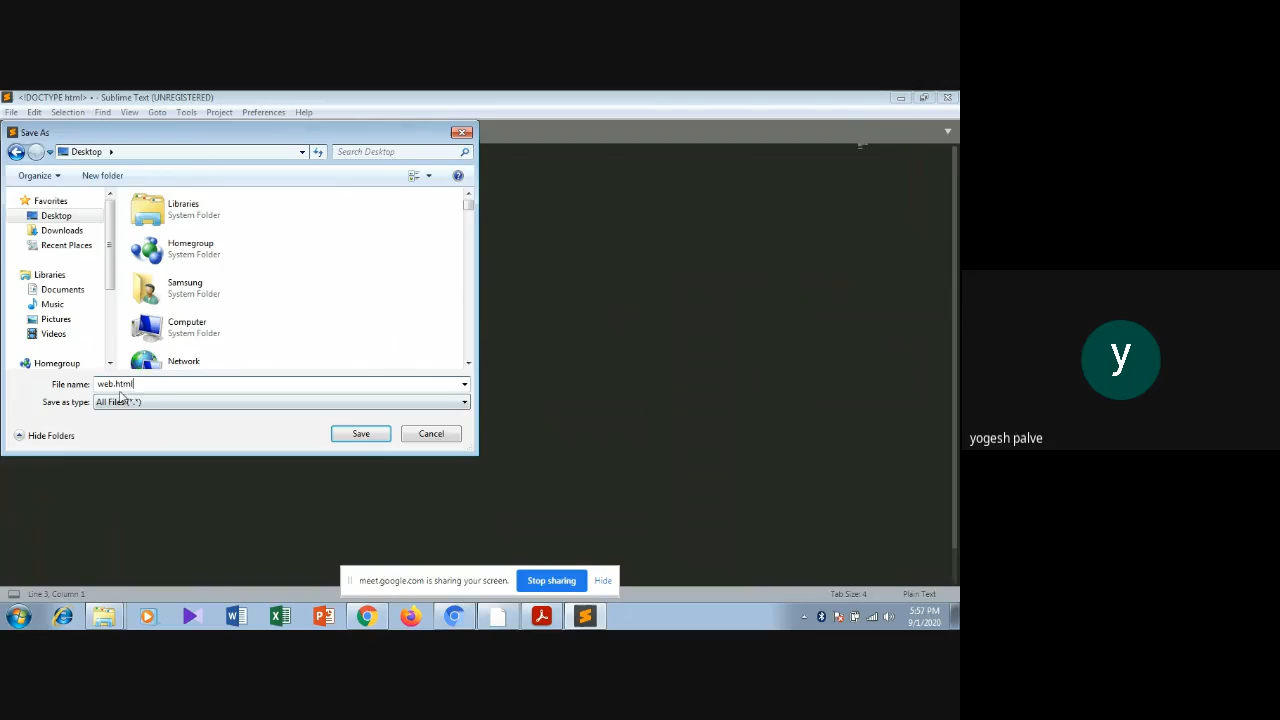 <!DOCTYPE html> • - Sublime Text (UNREGISTERED)
File Edit Selection Find View Goto Tools Project Preferences Help
Save As
Desktop
Search Desktop
Organize New folder
Favorites
Desktop
Downloads
Recent Places
Libraries
Documents
Music
Pictures
Videos
Homegroup
Libraries
System Folder
Homegroup
System Folder
Samsung
System Folder
Computer
System Folder
Network
File name: web.html
Save as type: All Files (*.*)
Hide Folders
Save
Cancel
y
yogesh palve
meet.google.com is sharing your screen. Stop sharing Hide
Line 3, Column 1
Tab Size: 4
Plain Text
5:57 PM
9/1/2020